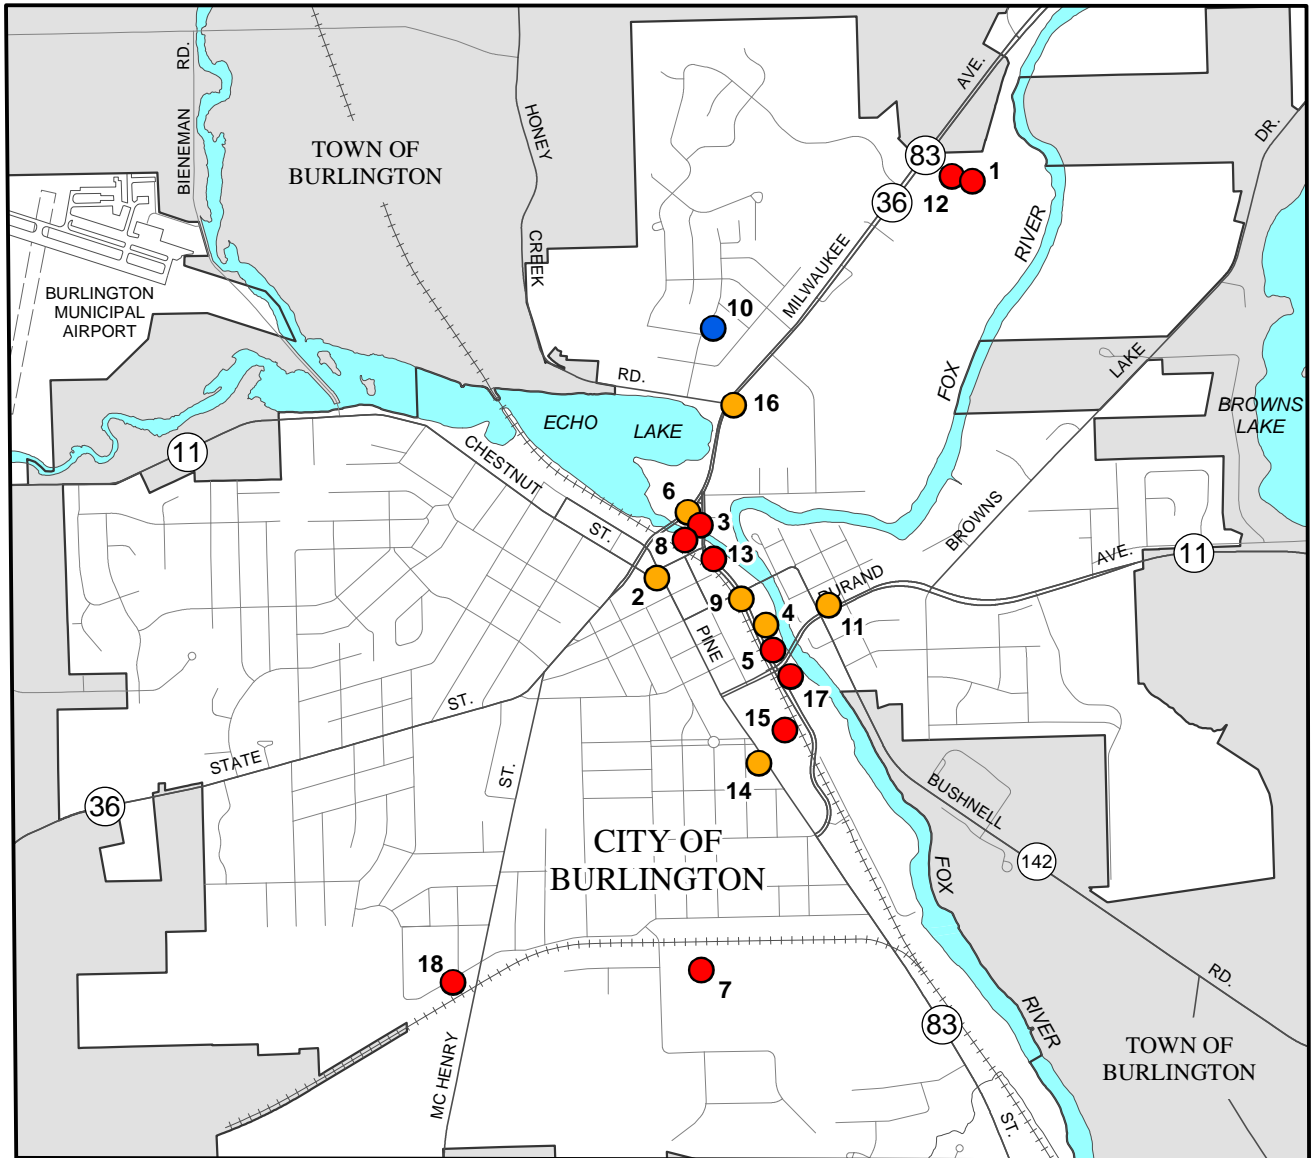 BIENEMAN RD.
TOWN OF
BURLINGTON
HONEY CREEK RD.
AVE.
83
1
12
36
DR.
RIVER
MILWAUKEE
BURLINGTON
MUNICIPAL
AIRPORT
10
FOX
LAKE
16
BROWNS
LAKE
ECHO LAKE
11
CHESTNUT ST.
6
3
8
13
BROWNS
AVE.
11
2
9
4
DURAND
11
PINE
5
17
ST.
15
STATE
14
ST.
36
BUSHNELL
CITY OF
BURLINGTON
142
FOX
18
7
RD.
83
RIVER
TOWN OF
BURLINGTON
MC HENRY
ST.